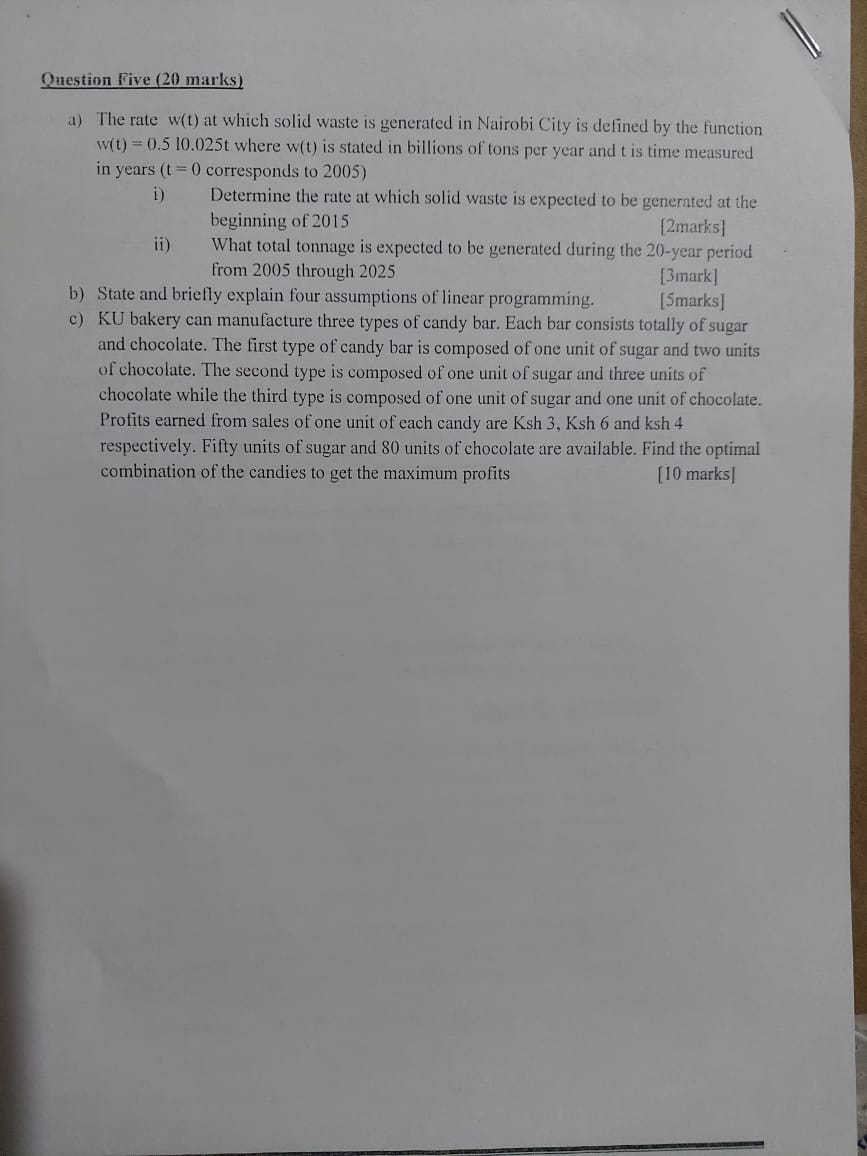 Question Five (20 marks)
a) The rate w(t) at which solid waste is generated in Nairobi City is defined by the function
w(t) = 0.5 l0.025t where w(t) is stated in billions of tons per year and t is time measured
in years (t = 0 corresponds to 2005)
i) Determine the rate at which solid waste is expected to be generated at the
beginning of 2015 [2marks]
ii) What total tonnage is expected to be generated during the 20-year period
from 2005 through 2025 [3mark]
b) State and briefly explain four assumptions of linear programming. [5marks]
c) KU bakery can manufacture three types of candy bar. Each bar consists totally of sugar
and chocolate. The first type of candy bar is composed of one unit of sugar and two units
of chocolate. The second type is composed of one unit of sugar and three units of
chocolate while the third type is composed of one unit of sugar and one unit of chocolate.
Profits earned from sales of one unit of each candy are Ksh 3, Ksh 6 and ksh 4
respectively. Fifty units of sugar and 80 units of chocolate are available. Find the optimal
combination of the candies to get the maximum profits [10 marks]